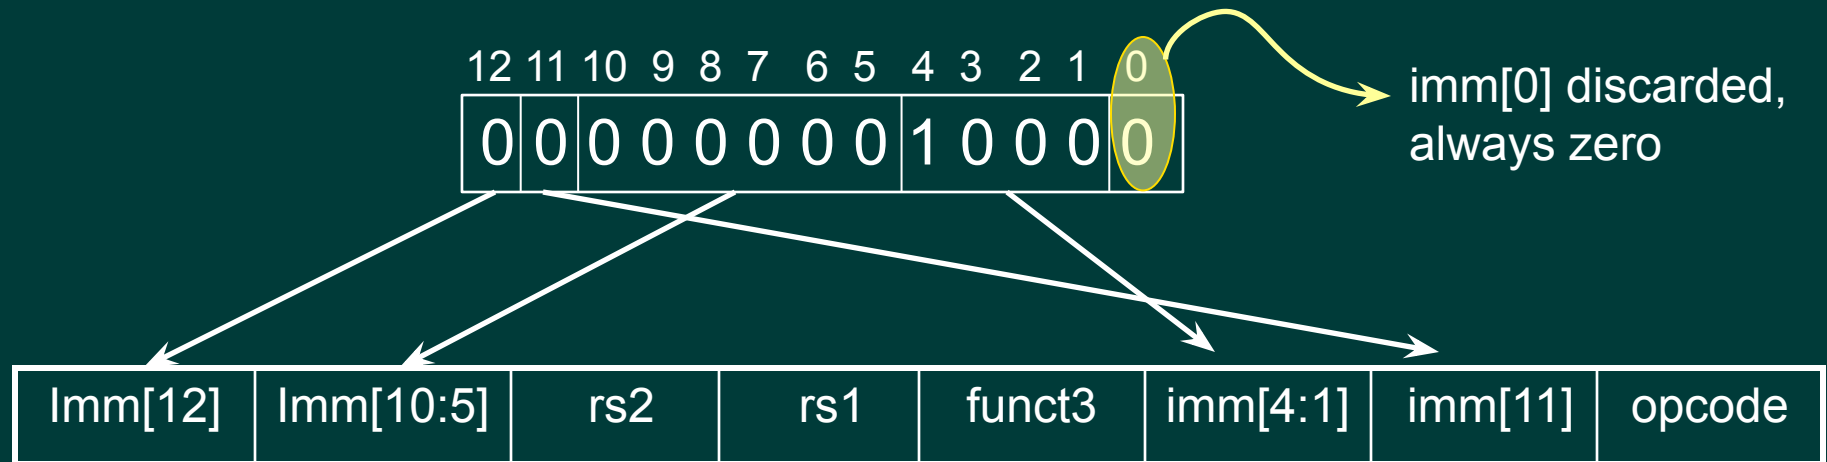 12 11 10 9 8 7 6 5 4 3 2 1 0
0 0 0 0 0 0 0 0 1 0 0 0 0
imm[0] discarded,
always zero
Imm[12] Imm[10:5] rs2 rs1 funct3 imm[4:1] imm[11] opcode